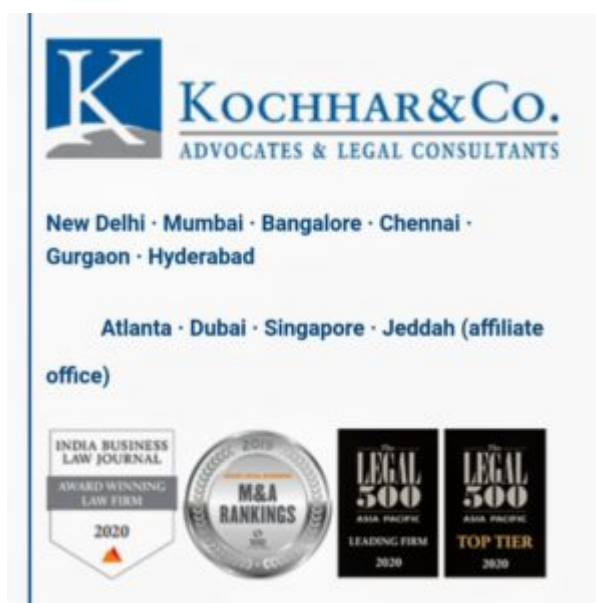 K
KOCHHAR & CO.
ADVOCATES & LEGAL CONSULTANTS
New Delhi · Mumbai · Bangalore · Chennai ·
Gurgaon · Hyderabad
Atlanta · Dubai · Singapore · Jeddah (affiliate
office)
INDIA BUSINESS
LAW JOURNAL
AWARD WINNING
LAW FIRM
2020
2019
M&A
RANKINGS
The
LEGAL
500
ASIA PACIFIC
LEADING FIRM
2020
The
LEGAL
500
ASIA PACIFIC
TOP TIER
2020